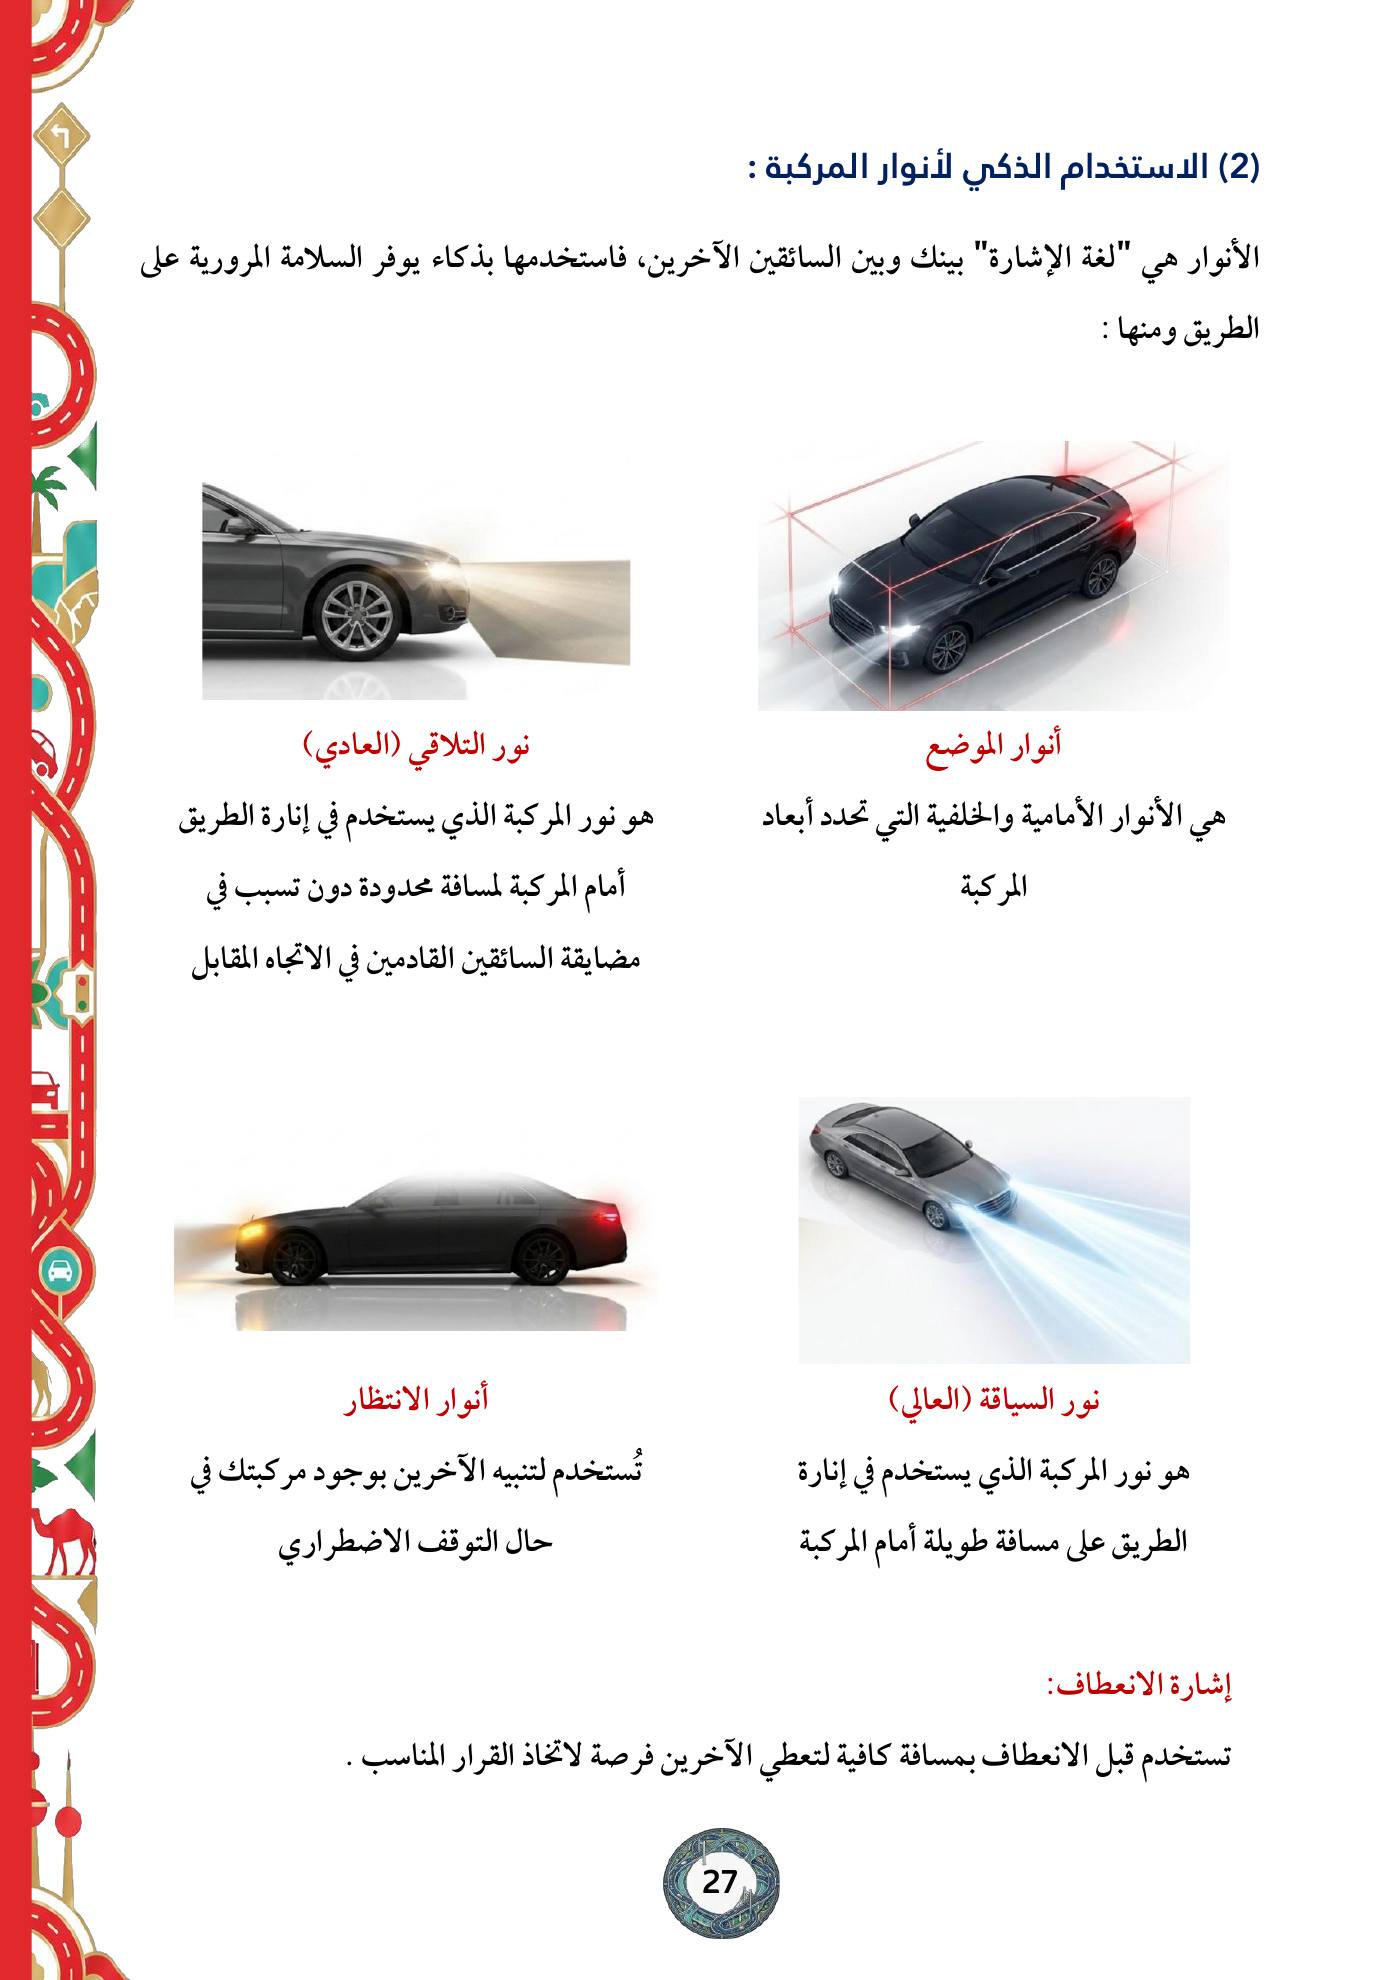 (2) الاستخدام الذكي لأنوار المركبة :
الأنوار هي "لغة الإشارة" بينك وبين السائقين الآخرين، فاستخدمها بذكاء يوفر السلامة المرورية على
الطريق ومنها :
أنوار الموضع
هي الأنوار الأمامية والخلفية التي تحدد أبعاد
المركبة
نور التلاقي (العادي)
هو نور المركبة الذي يستخدم في إنارة الطريق
أمام المركبة لمسافة محدودة دون تسبب في
مضايقة السائقين القادمين في الاتجاه المقابل
نور السياقة (العالي)
هو نور المركبة الذي يستخدم في إنارة
الطريق على مسافة طويلة أمام المركبة
أنوار الانتظار
تُستخدم لتنبيه الآخرين بوجود مركبتك في
حال التوقف الاضطراري
إشارة الانعطاف:
تستخدم قبل الانعطاف بمسافة كافية لتعطي الآخرين فرصة لاتخاذ القرار المناسب .
27